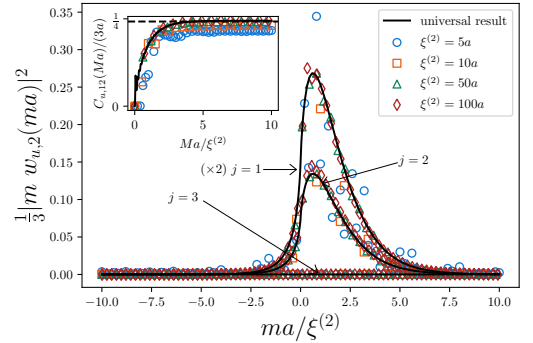 universal result
ξ⁽²⁾ = 5a
ξ⁽²⁾ = 10a
ξ⁽²⁾ = 50a
ξ⁽²⁾ = 100a
1/4
0
C_{u,12}(Ma)/(3a)
0 5 10
Ma/ξ⁽²⁾
(×2) j = 1
j = 2
j = 3
0.35
0.30
0.25
0.20
0.15
0.10
0.05
0.00
1/3|m w_{u,2}(ma)|²
−10.0 −7.5 −5.0 −2.5 0.0 2.5 5.0 7.5 10.0
ma/ξ⁽²⁾